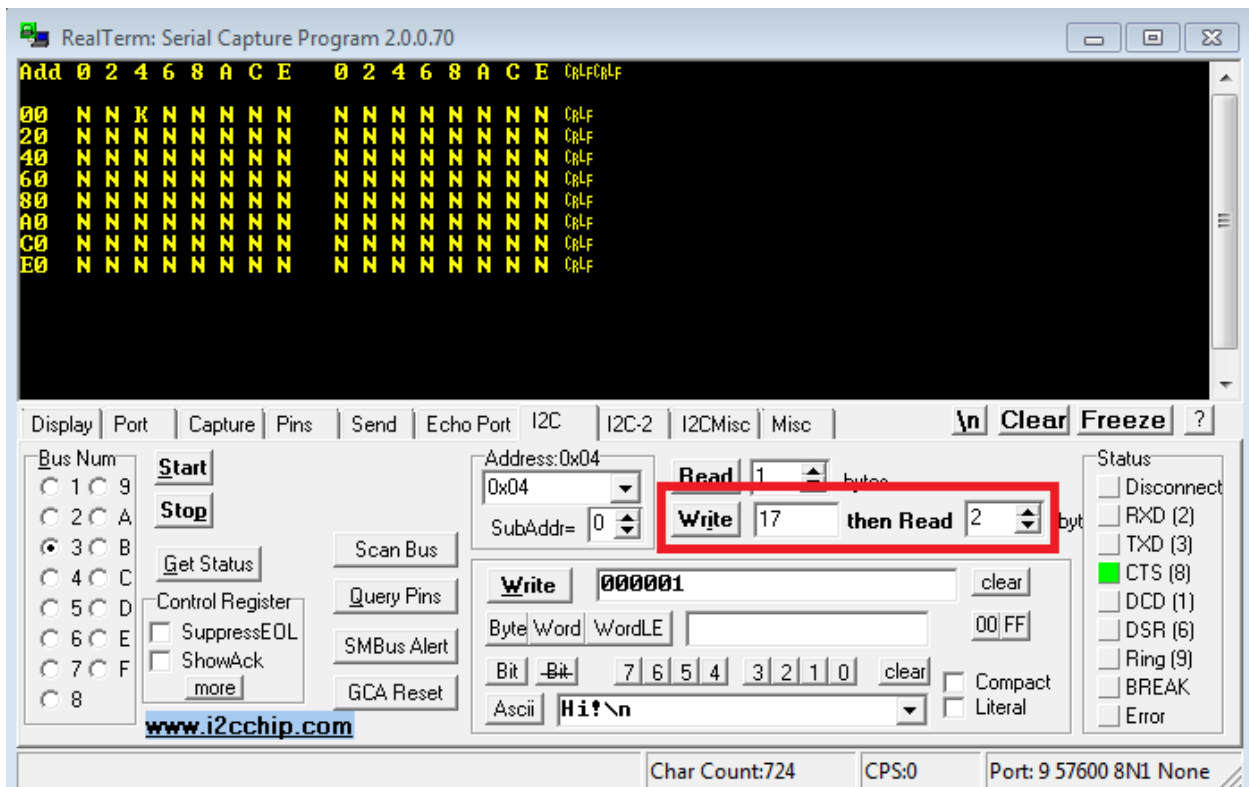 RealTerm: Serial Capture Program 2.0.0.70
Add 0 2 4 6 8 A C E 0 2 4 6 8 A C E CRLFCRLF
00 N N K N N N N N N N N N N N N N CRLF
20 N N N N N N N N N N N N N N N N CRLF
40 N N N N N N N N N N N N N N N N CRLF
60 N N N N N N N N N N N N N N N N CRLF
80 N N N N N N N N N N N N N N N N CRLF
A0 N N N N N N N N N N N N N N N N CRLF
C0 N N N N N N N N N N N N N N N N CRLF
E0 N N N N N N N N N N N N N N N N CRLF
Display Port Capture Pins Send Echo Port I2C I2C-2 I2CMisc Misc \n Clear Freeze ?
Bus Num
1 9
2 A
3 B
4 C
5 D
6 E
7 F
8
Start
Stop
Get Status
Control Register
SuppressEOL
ShowAck
more
www.i2cchip.com
Scan Bus
Query Pins
SMBus Alert
GCA Reset
Address:0x04
0x04
SubAddr= 0
Read 1 bytes
Write 17 then Read 2 byt
Write 000001 clear
Byte Word WordLE 00 FF
Bit Bit 7 6 5 4 3 2 1 0 clear
Ascii Hi!\n
Compact
Literal
Status
Disconnect
RXD (2)
TXD (3)
CTS (8)
DCD (1)
DSR (6)
Ring (9)
BREAK
Error
Char Count:724 CPS:0 Port: 9 57600 8N1 None